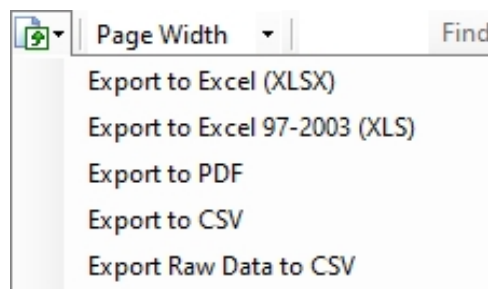 Page Width Find
Export to Excel (XLSX)
Export to Excel 97-2003 (XLS)
Export to PDF
Export to CSV
Export Raw Data to CSV